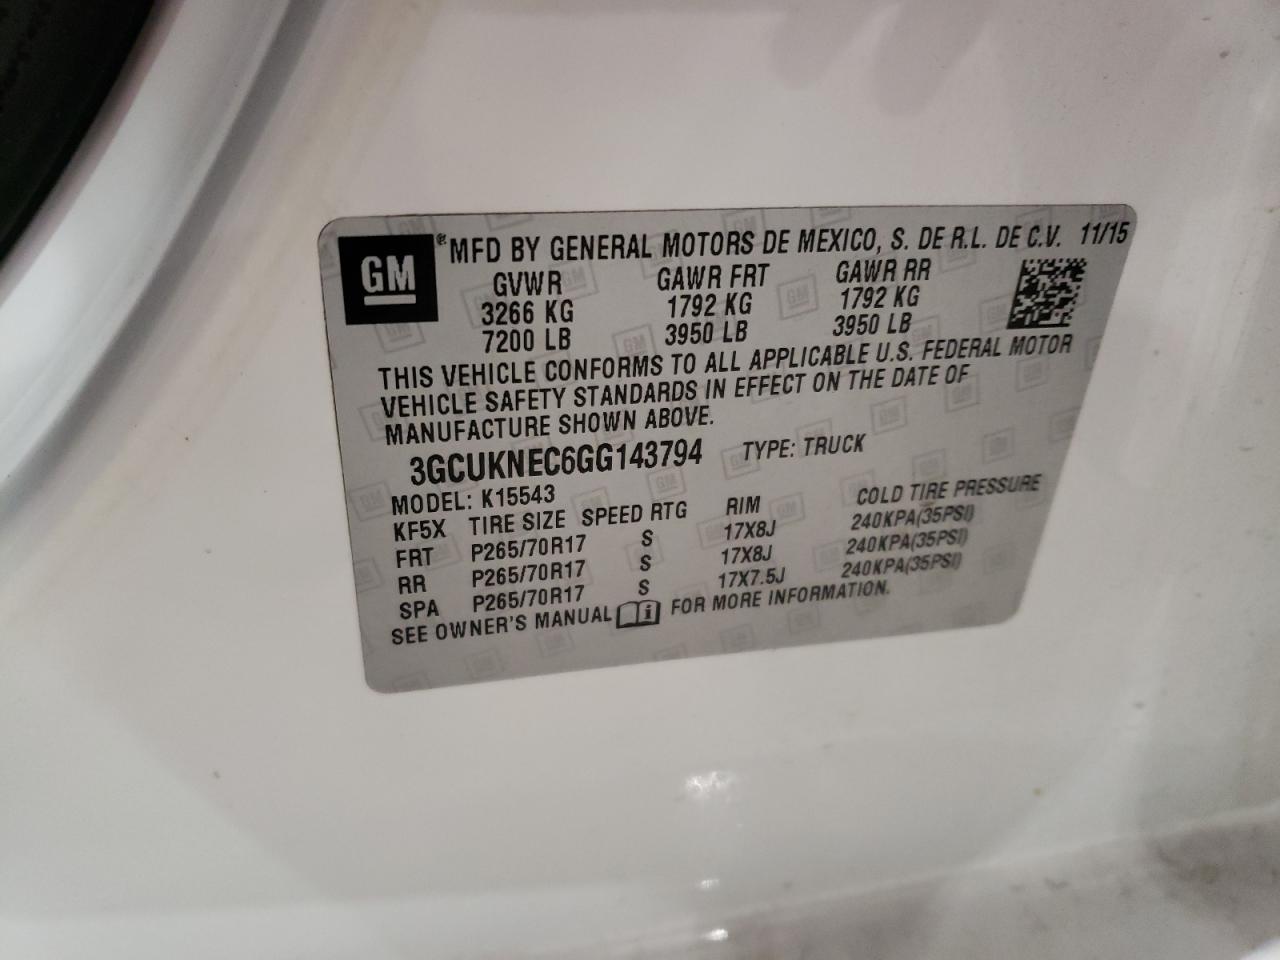 GM ® MFD BY GENERAL MOTORS DE MEXICO, S. DE R.L. DE C.V. 11/15
GVWR GAWR FRT GAWR RR
3266 KG 1792 KG 1792 KG
7200 LB 3950 LB 3950 LB
THIS VEHICLE CONFORMS TO ALL APPLICABLE U.S. FEDERAL MOTOR
VEHICLE SAFETY STANDARDS IN EFFECT ON THE DATE OF
MANUFACTURE SHOWN ABOVE.
3GCUKNEC6GG143794 TYPE: TRUCK
MODEL: K15543
KF5X TIRE SIZE SPEED RTG RIM COLD TIRE PRESSURE
FRT P265/70R17 S 17X8J 240KPA(35PSI)
RR P265/70R17 S 17X8J 240KPA(35PSI)
SPA P265/70R17 S 17X7.5J 240KPA(35PSI)
SEE OWNER'S MANUAL i FOR MORE INFORMATION.